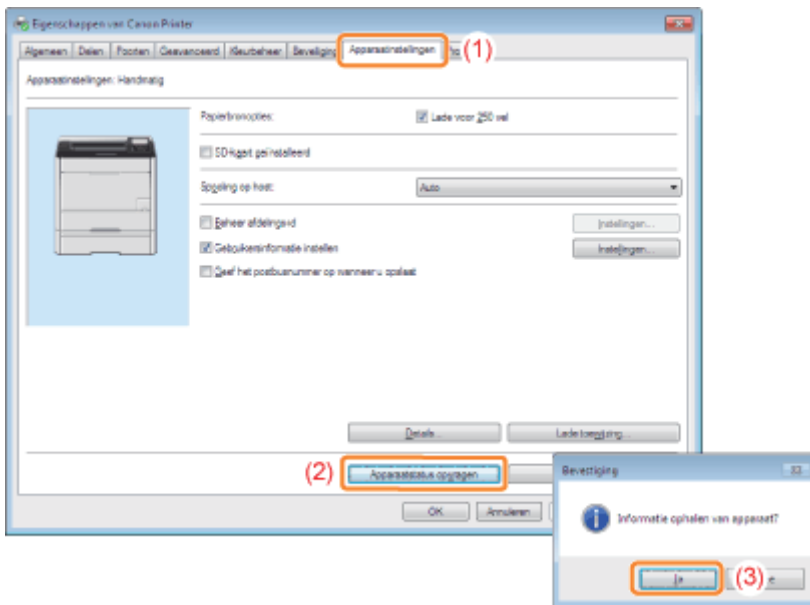 Eigenschappen van Canon Printer
Algemeen Delen Poorten Geavanceerd Kleurbeheer Beveiliging Apparaatinstellingen (1)
Apparaatinstellingen: Handmatig
Papierbronopties: Lade voor 250 vel
SD-kaart geïnstalleerd
Spooling op host: Auto
Beheer afdelings-id Instellingen...
Gebruikersinformatie instellen Instellingen...
Geef het postbusnummer op wanneer u opslaat
Details... Lade toewijzing...
(2) Apparaatstatus opvragen
OK Annuleren
Bevestiging
Informatie ophalen van apparaat?
Ja (3)